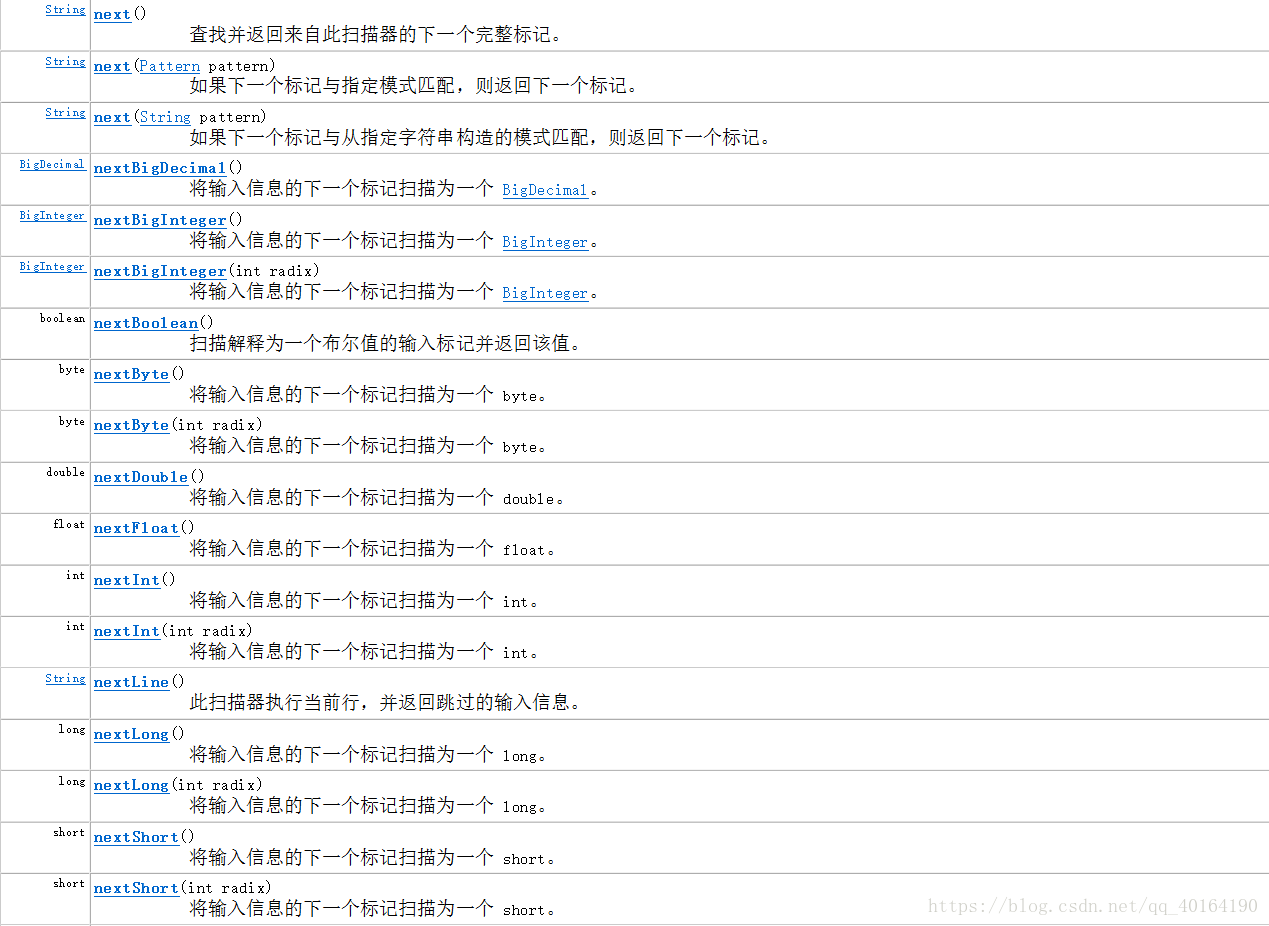 String next()
查找并返回来自此扫描器的下一个完整标记。
String next(Pattern pattern)
如果下一个标记与指定模式匹配，则返回下一个标记。
String next(String pattern)
如果下一个标记与从指定字符串构造的模式匹配，则返回下一个标记。
BigDecimal nextBigDecimal()
将输入信息的下一个标记扫描为一个 BigDecimal。
BigInteger nextBigInteger()
将输入信息的下一个标记扫描为一个 BigInteger。
BigInteger nextBigInteger(int radix)
将输入信息的下一个标记扫描为一个 BigInteger。
boolean nextBoolean()
扫描解释为一个布尔值的输入标记并返回该值。
byte nextByte()
将输入信息的下一个标记扫描为一个 byte。
byte nextByte(int radix)
将输入信息的下一个标记扫描为一个 byte。
double nextDouble()
将输入信息的下一个标记扫描为一个 double。
float nextFloat()
将输入信息的下一个标记扫描为一个 float。
int nextInt()
将输入信息的下一个标记扫描为一个 int。
int nextInt(int radix)
将输入信息的下一个标记扫描为一个 int。
String nextLine()
此扫描器执行当前行，并返回跳过的输入信息。
long nextLong()
将输入信息的下一个标记扫描为一个 long。
long nextLong(int radix)
将输入信息的下一个标记扫描为一个 long。
short nextShort()
将输入信息的下一个标记扫描为一个 short。
short nextShort(int radix)
将输入信息的下一个标记扫描为一个 short。
https://blog.csdn.net/qq_40164190